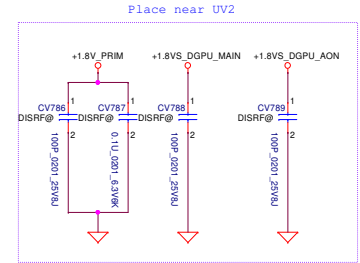 Place near UV2
+1.8V_PRIM
+1.8VS_DGPU_MAIN
+1.8VS_DGPU_AON
CV786
DISRF@
1
2
100P_0201_25V8J
CV787
DISRF@
1
2
0.1U_0201_6.3V6K
CV788
DISRF@
1
2
100P_0201_25V8J
CV789
DISRF@
1
2
100P_0201_25V8J